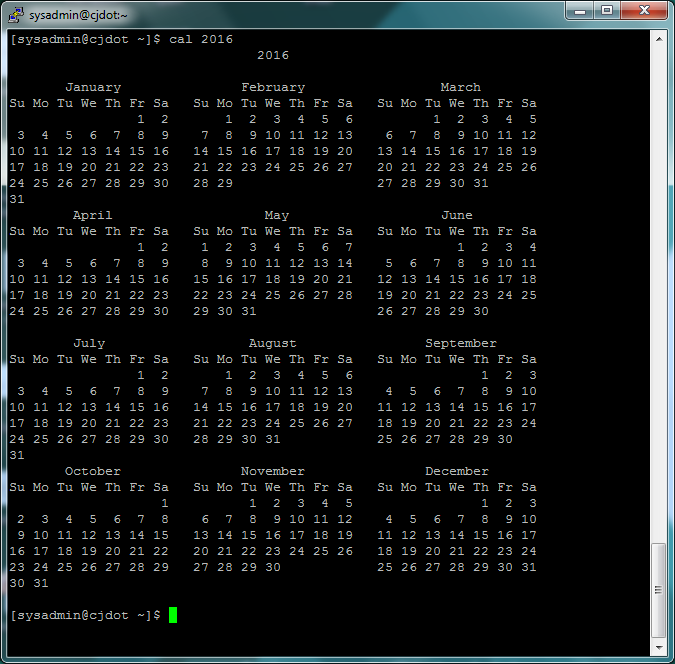 sysadmin@cjdot:~
[sysadmin@cjdot ~]$ cal 2016
                               2016

       January               February                 March
Su Mo Tu We Th Fr Sa   Su Mo Tu We Th Fr Sa   Su Mo Tu We Th Fr Sa
                1  2       1  2  3  4  5  6          1  2  3  4  5
 3  4  5  6  7  8  9    7  8  9 10 11 12 13    6  7  8  9 10 11 12
10 11 12 13 14 15 16   14 15 16 17 18 19 20   13 14 15 16 17 18 19
17 18 19 20 21 22 23   21 22 23 24 25 26 27   20 21 22 23 24 25 26
24 25 26 27 28 29 30   28 29                  27 28 29 30 31
31
        April                   May                   June
Su Mo Tu We Th Fr Sa   Su Mo Tu We Th Fr Sa   Su Mo Tu We Th Fr Sa
                1  2    1  2  3  4  5  6  7             1  2  3  4
 3  4  5  6  7  8  9    8  9 10 11 12 13 14    5  6  7  8  9 10 11
10 11 12 13 14 15 16   15 16 17 18 19 20 21   12 13 14 15 16 17 18
17 18 19 20 21 22 23   22 23 24 25 26 27 28   19 20 21 22 23 24 25
24 25 26 27 28 29 30   29 30 31               26 27 28 29 30

        July                  August                September
Su Mo Tu We Th Fr Sa   Su Mo Tu We Th Fr Sa   Su Mo Tu We Th Fr Sa
                1  2       1  2  3  4  5  6                1  2  3
 3  4  5  6  7  8  9    7  8  9 10 11 12 13    4  5  6  7  8  9 10
10 11 12 13 14 15 16   14 15 16 17 18 19 20   11 12 13 14 15 16 17
17 18 19 20 21 22 23   21 22 23 24 25 26 27   18 19 20 21 22 23 24
24 25 26 27 28 29 30   28 29 30 31            25 26 27 28 29 30
31
       October               November               December
Su Mo Tu We Th Fr Sa   Su Mo Tu We Th Fr Sa   Su Mo Tu We Th Fr Sa
                   1          1  2  3  4  5                1  2  3
 2  3  4  5  6  7  8    6  7  8  9 10 11 12    4  5  6  7  8  9 10
 9 10 11 12 13 14 15   13 14 15 16 17 18 19   11 12 13 14 15 16 17
16 17 18 19 20 21 22   20 21 22 23 24 25 26   18 19 20 21 22 23 24
23 24 25 26 27 28 29   27 28 29 30            25 26 27 28 29 30 31
30 31

[sysadmin@cjdot ~]$